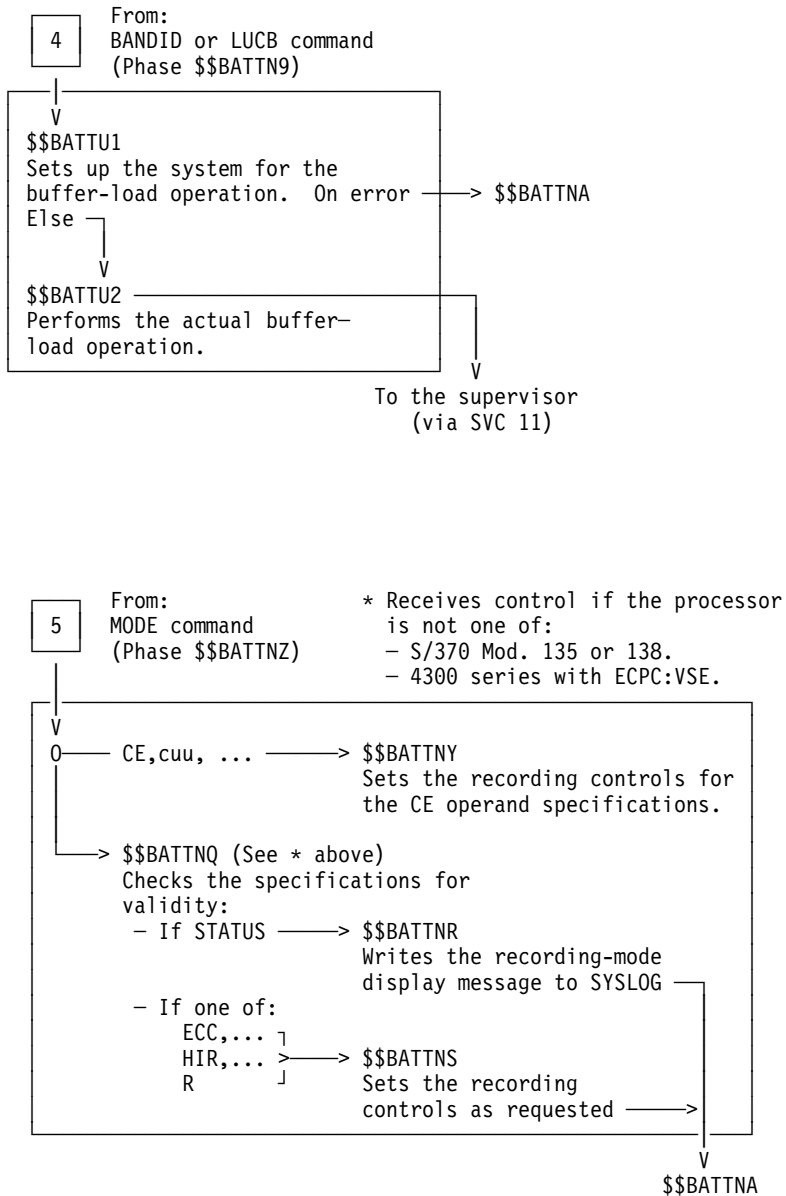 From:
4 BANDID or LUCB command
(Phase $$BATTN9)
V
$$BATTU1
Sets up the system for the
buffer-load operation. On error ——> $$BATTNA
Else
V
$$BATTU2
Performs the actual buffer—
load operation.
V
To the supervisor
(via SVC 11)
From:
5 MODE command
(Phase $$BATTNZ)
* Receives control if the processor
is not one of:
— S/370 Mod. 135 or 138.
— 4300 series with ECPC:VSE.
V
O—— CE,cuu, ... ——> $$BATTNY
Sets the recording controls for
the CE operand specifications.
——> $$BATTNQ (See * above)
Checks the specifications for
validity:
— If STATUS ——> $$BATTNR
Writes the recording-mode
display message to SYSLOG
— If one of:
ECC,...
HIR,... >——> $$BATTNS
R Sets the recording
controls as requested ——>
V
$$BATTNA